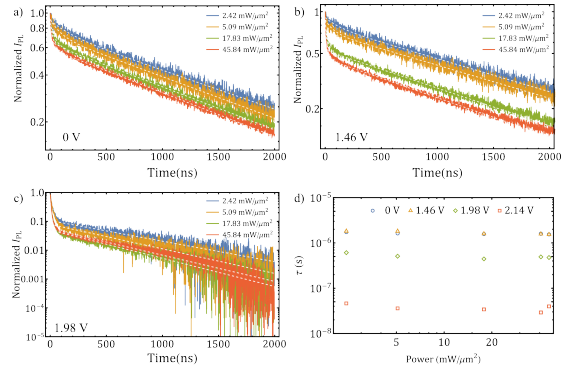 a)
1.0
0.8
0.6
0.4
0.2
Normalized I_PL
2.42 mW/μm²
5.09 mW/μm²
17.83 mW/μm²
45.84 mW/μm²
0 V
0 500 1000 1500 2000
Time(ns)
b)
1
0.5
0.2
Normalized I_PL
2.42 mW/μm²
5.09 mW/μm²
17.83 mW/μm²
45.84 mW/μm²
1.46 V
0 500 1000 1500 2000
Time(ns)
c)
1.0
0.1
0.01
0.001
10⁻⁴
10⁻⁵
Normalized I_PL
2.42 mW/μm²
5.09 mW/μm²
17.83 mW/μm²
45.84 mW/μm²
1.98 V
0 500 1000 1500 2000
Time(ns)
d)
10⁻⁵
10⁻⁶
10⁻⁷
10⁻⁸
τ (s)
0 V 1.46 V 1.98 V 2.14 V
5 10 20 40
Power (mW/μm²)